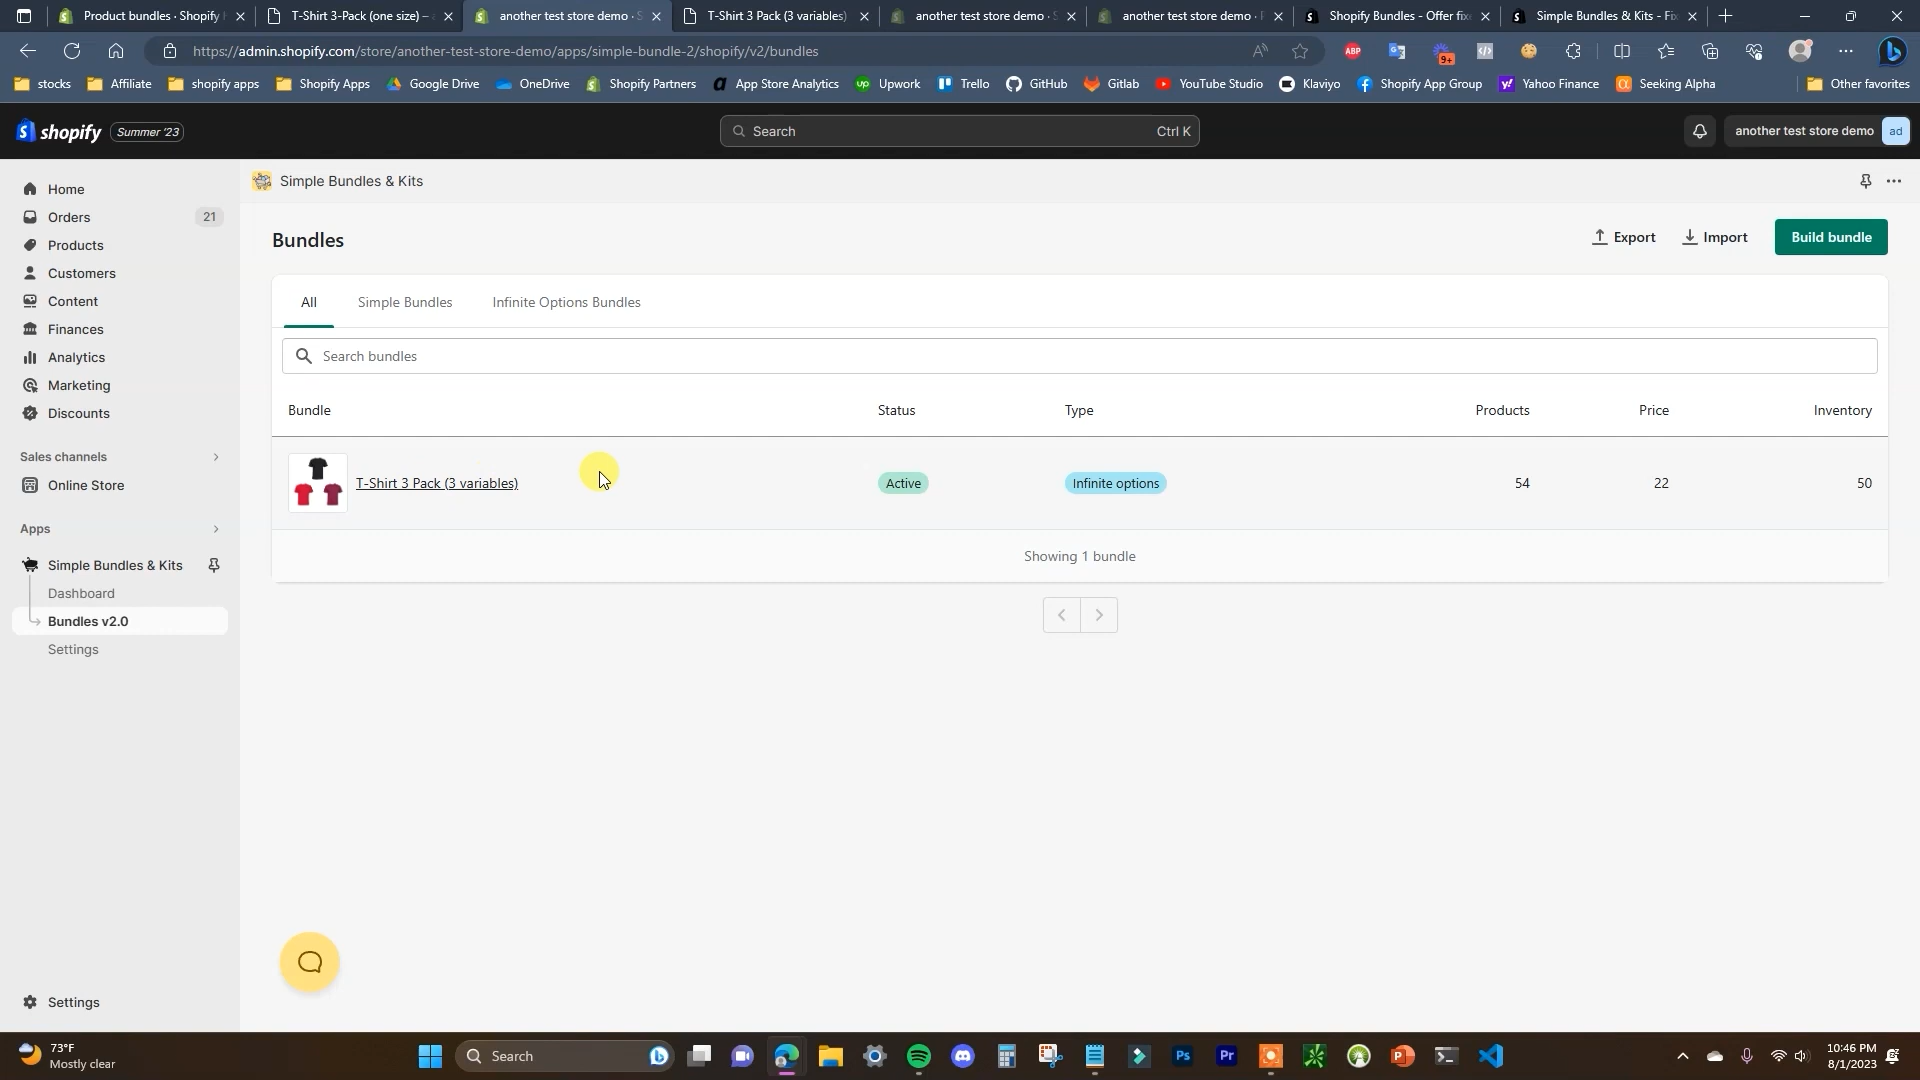 Product bundles · Shopify
T-Shirt 3-Pack (one size) –
another test store demo ·
T-Shirt 3 Pack (3 variables)
another test store demo ·
another test store demo ·
Shopify Bundles - Offer fixe
Simple Bundles & Kits - Fix
https://admin.shopify.com/store/another-test-store-demo/apps/simple-bundle-2/shopify/v2/bundles
ABP
9+
stocks
Affiliate
shopify apps
Shopify Apps
Google Drive
OneDrive
Shopify Partners
App Store Analytics
Upwork
Trello
GitHub
Gitlab
YouTube Studio
Klaviyo
Shopify App Group
Yahoo Finance
Seeking Alpha
Other favorites
shopify
Summer '23
Search
Ctrl K
another test store demo
ad
Home
Orders
21
Products
Customers
Content
Finances
Analytics
Marketing
Discounts
Sales channels
Online Store
Apps
Simple Bundles & Kits
Dashboard
Bundles v2.0
Settings
Settings
Simple Bundles & Kits
Bundles
Export
Import
Build bundle
All
Simple Bundles
Infinite Options Bundles
Search bundles
Bundle
Status
Type
Products
Price
Inventory
T-Shirt 3 Pack (3 variables)
Active
Infinite options
54
22
50
Showing 1 bundle
73°F
Mostly clear
Search
Ps
Pr
10:46 PM
8/1/2023